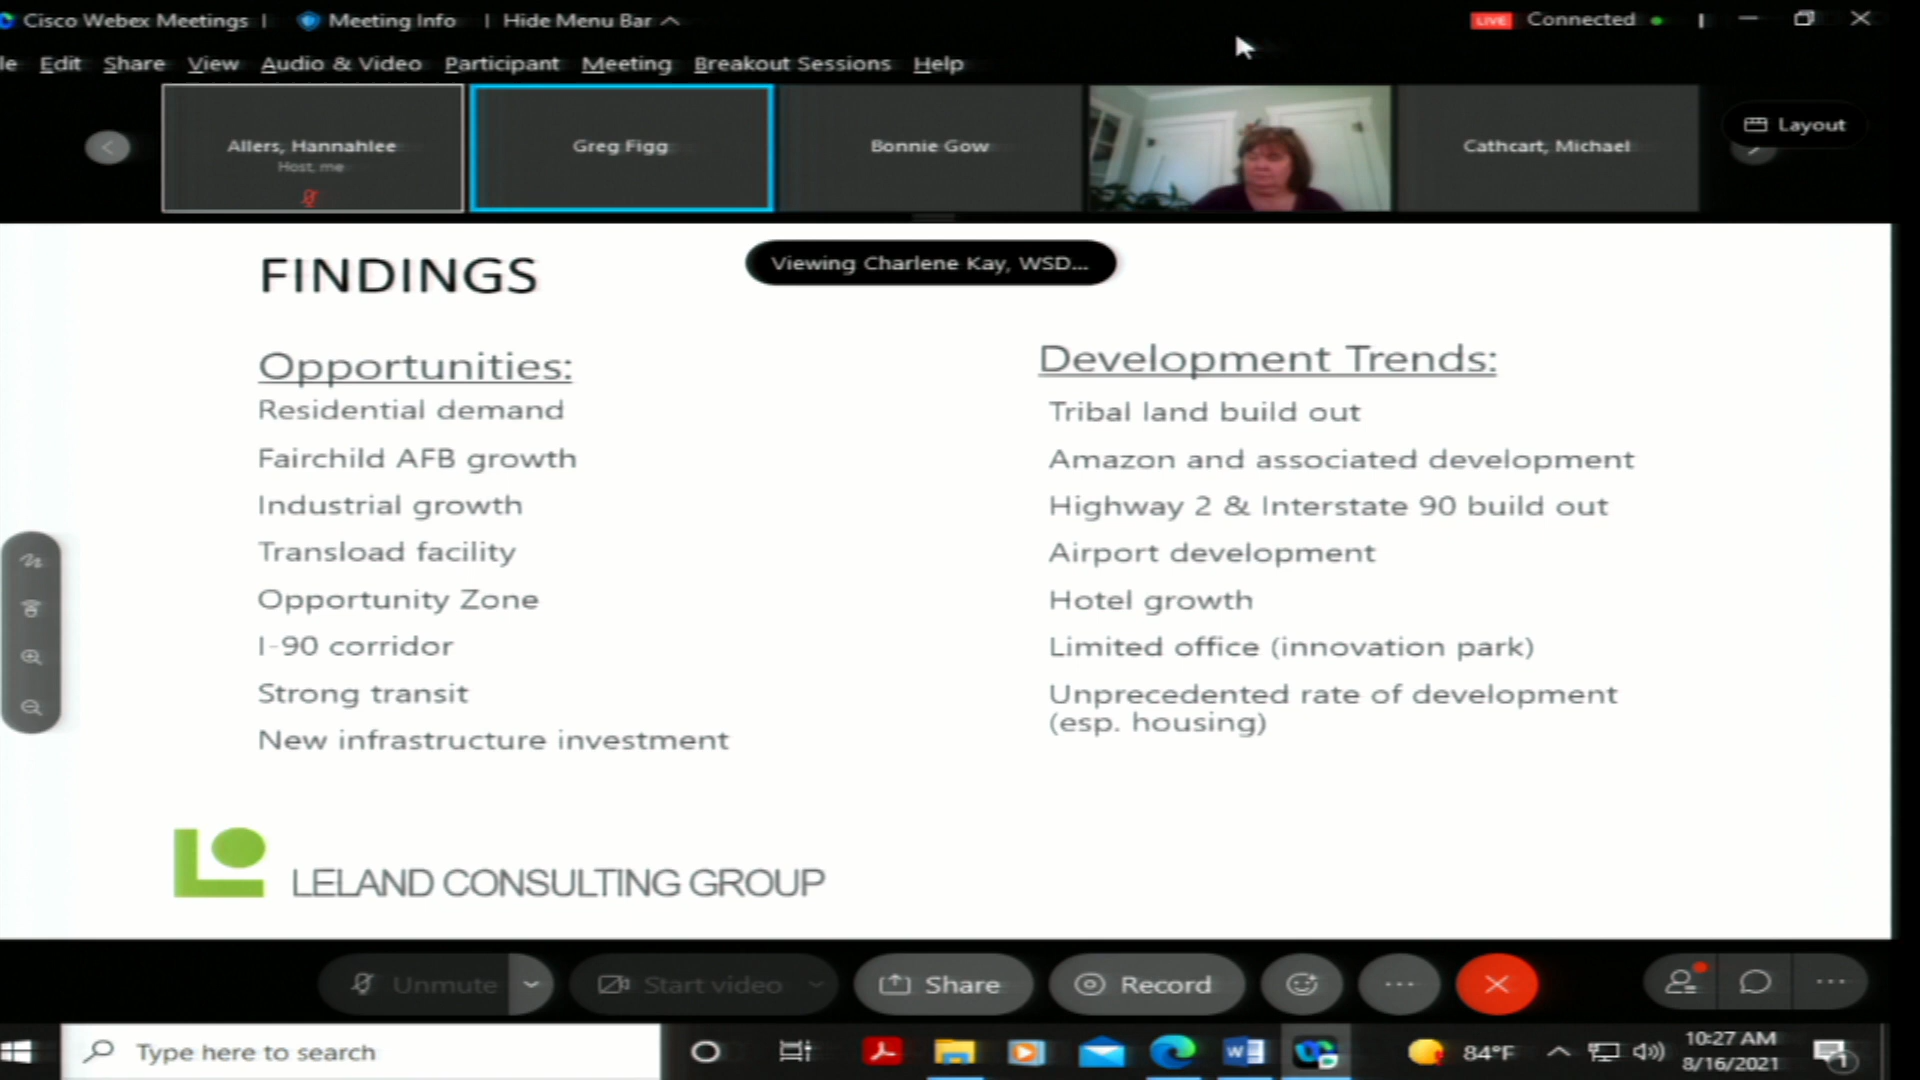 Cisco Webex Meetings | Meeting Info | Hide Menu Bar
LIVE Connected
le Edit Share View Audio & Video Participant Meeting Breakout Sessions Help
Allers, Hannahlee
Host, me
Greg Figg
Bonnie Gow
Cathcart, Michael
Layout
Viewing Charlene Kay, WSD...
FINDINGS
Opportunities:
Residential demand
Fairchild AFB growth
Industrial growth
Transload facility
Opportunity Zone
I-90 corridor
Strong transit
New infrastructure investment
Development Trends:
Tribal land build out
Amazon and associated development
Highway 2 & Interstate 90 build out
Airport development
Hotel growth
Limited office (innovation park)
Unprecedented rate of development
(esp. housing)
LELAND CONSULTING GROUP
Unmute
Start video
Share
Record
Type here to search
84°F
10:27 AM
8/16/2021
1